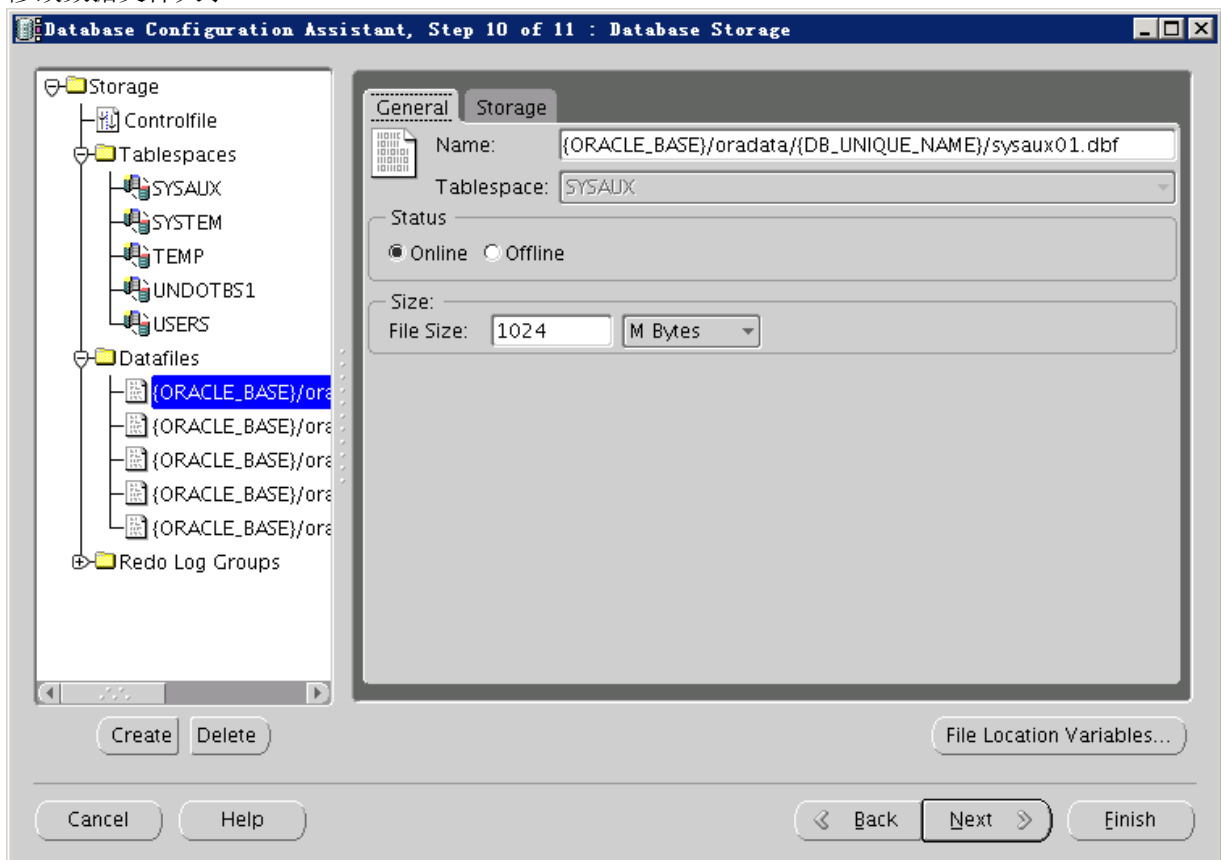 Database Configuration Assistant, Step 10 of 11 : Database Storage
Storage
Controlfile
Tablespaces
SYSAUX
SYSTEM
TEMP
UNDOTBS1
USERS
Datafiles
{ORACLE_BASE}/ora
{ORACLE_BASE}/ora
{ORACLE_BASE}/ora
{ORACLE_BASE}/ora
{ORACLE_BASE}/ora
Redo Log Groups
General Storage
Name: {ORACLE_BASE}/oradata/{DB_UNIQUE_NAME}/sysaux01.dbf
Tablespace: SYSAUX
Status
Online Offline
Size:
File Size: 1024 M Bytes
Create Delete File Location Variables...
Cancel Help Back Next Finish